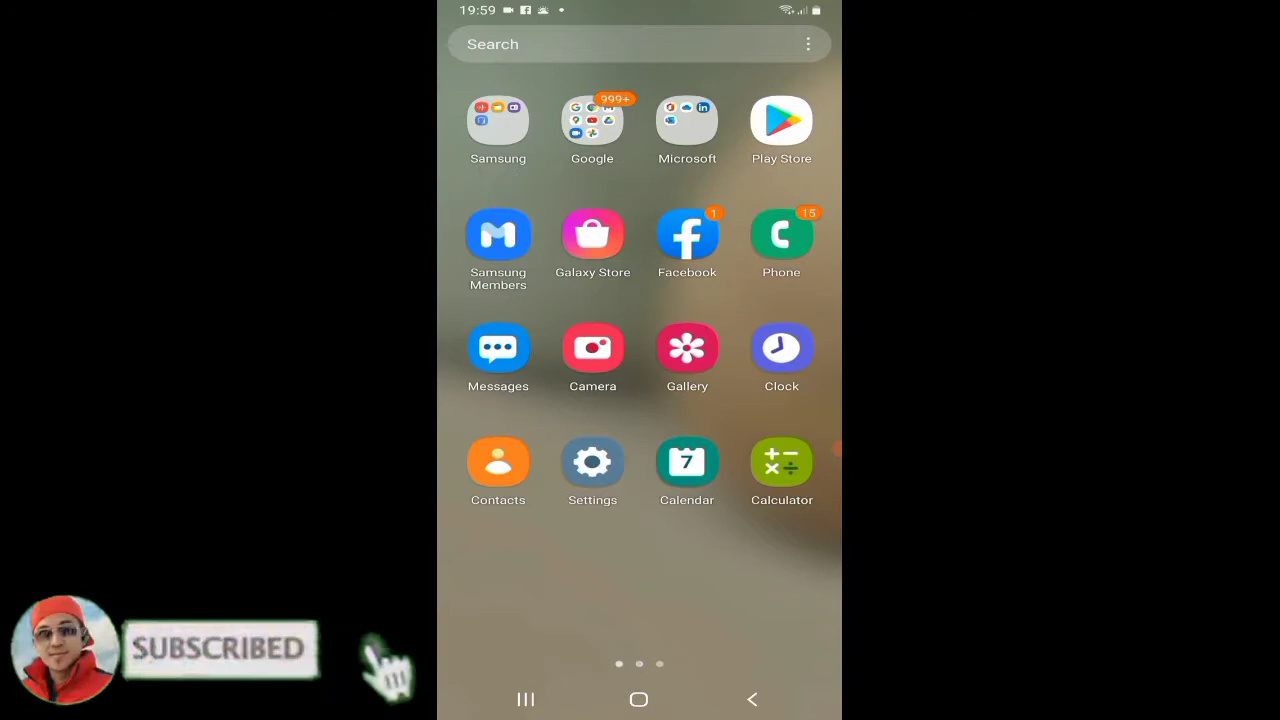 19:59
Search
999+
Samsung
Google
Microsoft
Play Store
1
15
Samsung
Members
Galaxy Store
Facebook
Phone
Messages
Camera
Gallery
Clock
7
Contacts
Settings
Calendar
Calculator
SUBSCRIBED